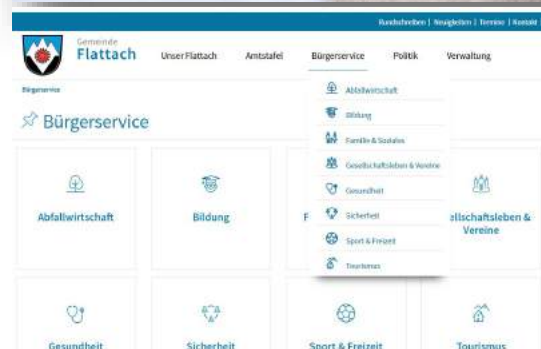 Rundschreiben | Neuigkeiten | Termine | Kontakt
Gemeinde
Flattach
Unser Flattach
Amtstafel
Bürgerservice
Politik
Verwaltung
Bürgerservice
Bürgerservice
Abfallwirtschaft
Bildung
Familie & Soziales
Gesellschaftsleben & Vereine
Gesundheit
Sicherheit
Sport & Freizeit
Tourismus
Abfallwirtschaft
Bildung
F
ellschaftsleben &
Vereine
Gesundheit
Sicherheit
Sport & Freizeit
Tourismus